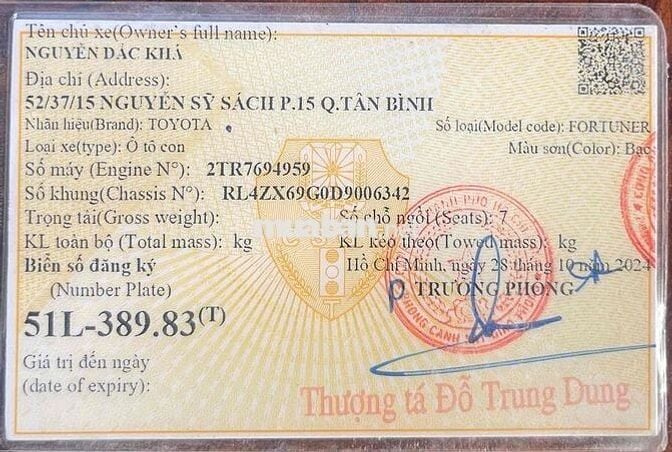 Tên chủ xe(Owner's full name):
NGUYỄN DẮC KHÁ
Địa chỉ (Address):
52/37/15 NGUYỄN SỸ SÁCH P.15 Q.TÂN BÌNH
Nhãn hiệu(Brand): TOYOTA Số loại(Model code): FORTUNER
Loại xe(type): Ô tô con Màu sơn(Color): Bạc
Số máy (Engine N°): 2TR7694959
Số khung(Chassis N°): RL4ZX69G0D9006342
Trọng tải(Gross weight): Số chỗ ngồi(Seats): 7
KL toàn bộ (Total mass): kg KL kéo theo(Towed mass): kg
Biển số đăng ký Hồ Chí Minh, ngày 28 tháng 10 năm 2024
(Number Plate) P TRƯỞNG PHÒNG
51L-389.83(T)
Giá trị đến ngày
(date of expiry):
Thượng tá Đỗ Trung Dung